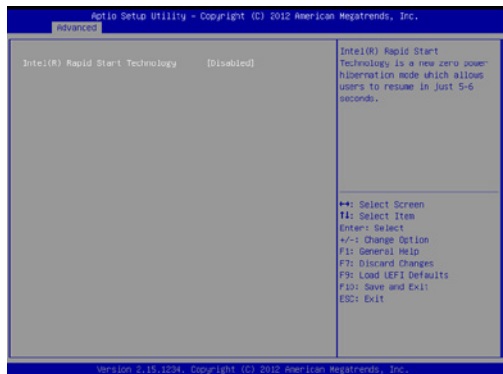 Aptio Setup Utility - Copyright (C) 2012 American Megatrends, Inc.
Advanced
Intel(R) Rapid Start Technology [Disabled]
Intel(R) Rapid Start
Technology is a new zero power
hibernation mode which allows
users to resume in just 5-6
seconds.
↔: Select Screen
↑↓: Select Item
Enter: Select
+/-: Change Option
F1: General Help
F7: Discard Changes
F9: Load UEFI Defaults
F10: Save and Exit
ESC: Exit
Version 2.15.1234. Copyright (C) 2012 American Megatrends, Inc.